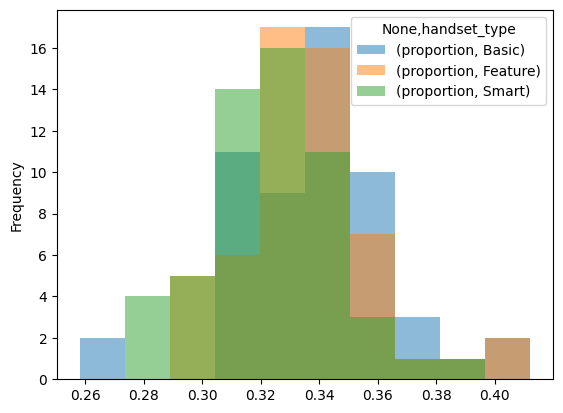 None,handset_type
(proportion, Basic)
(proportion, Feature)
(proportion, Smart)
Frequency
16
14
12
10
8
6
4
2
0
0.26 0.28 0.30 0.32 0.34 0.36 0.38 0.40